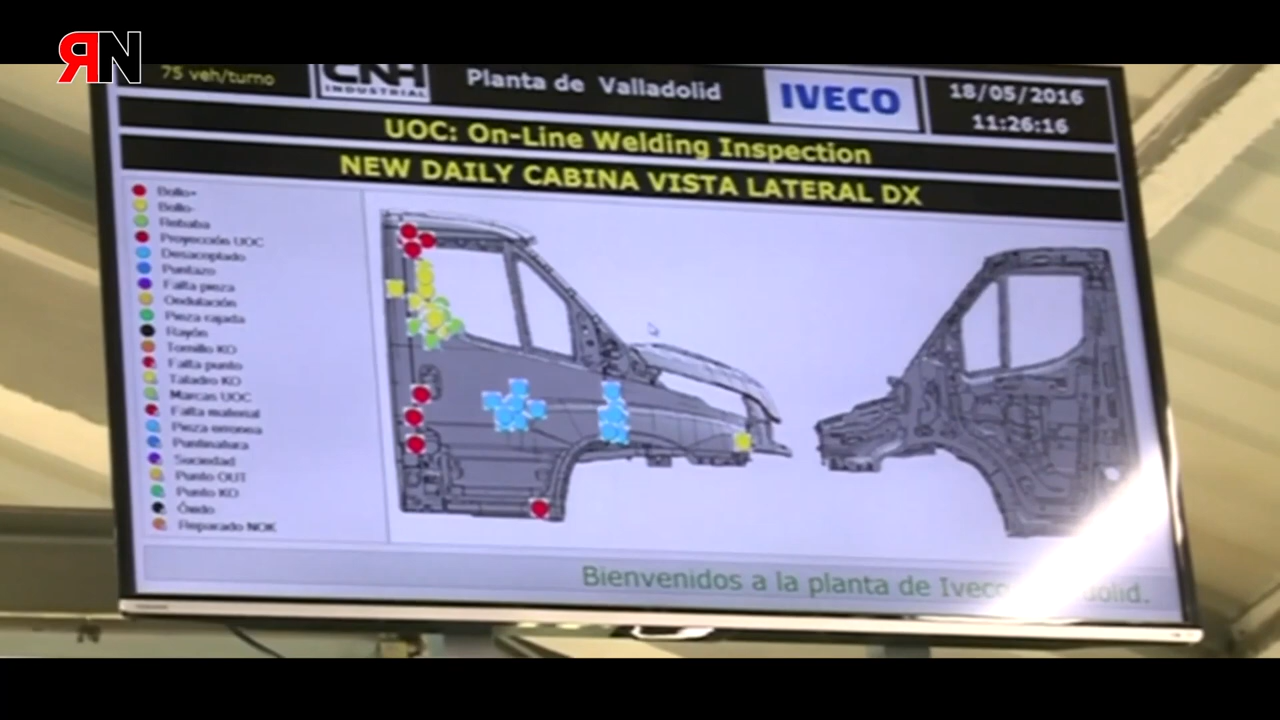 RN
75 veh/turno
CNH
INDUSTRIAL
Planta de Valladolid
IVECO
18/05/2016
11:26:16
UOC: On-Line Welding Inspection
NEW DAILY CABINA VISTA LATERAL DX
Bollo+
Bollo-
Rebaba
Proyección UOC
Desacoplado
Puntazo
Falta pieza
Ondulación
Pieza rajada
Rayón
Tornillo KO
Falta punto
Taladro KO
Marcas UOC
Falta material
Pieza erronea
Suciedad
Punto OUT
Punto KO
Óxido
Reparado NOK
Bienvenidos a la planta de Iveco